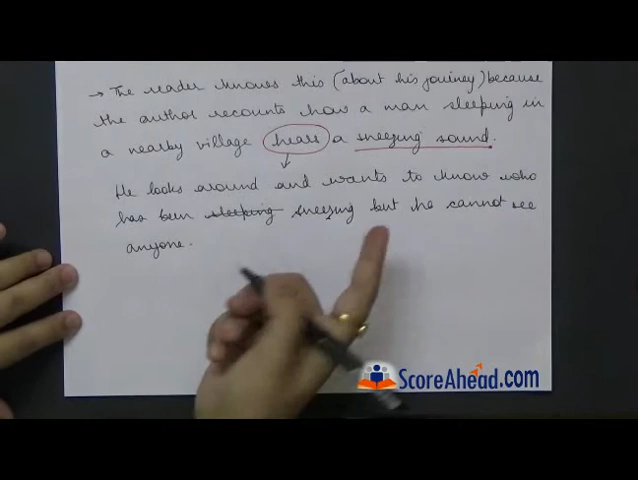 → The reader knows this (about his journey) because
the author recounts how a man sleeping in
a nearby village hears a sneezing sound.
He looks around and wants to know who
has been sleeping sneezing but he cannot see
anyone.
ScoreAhead.com